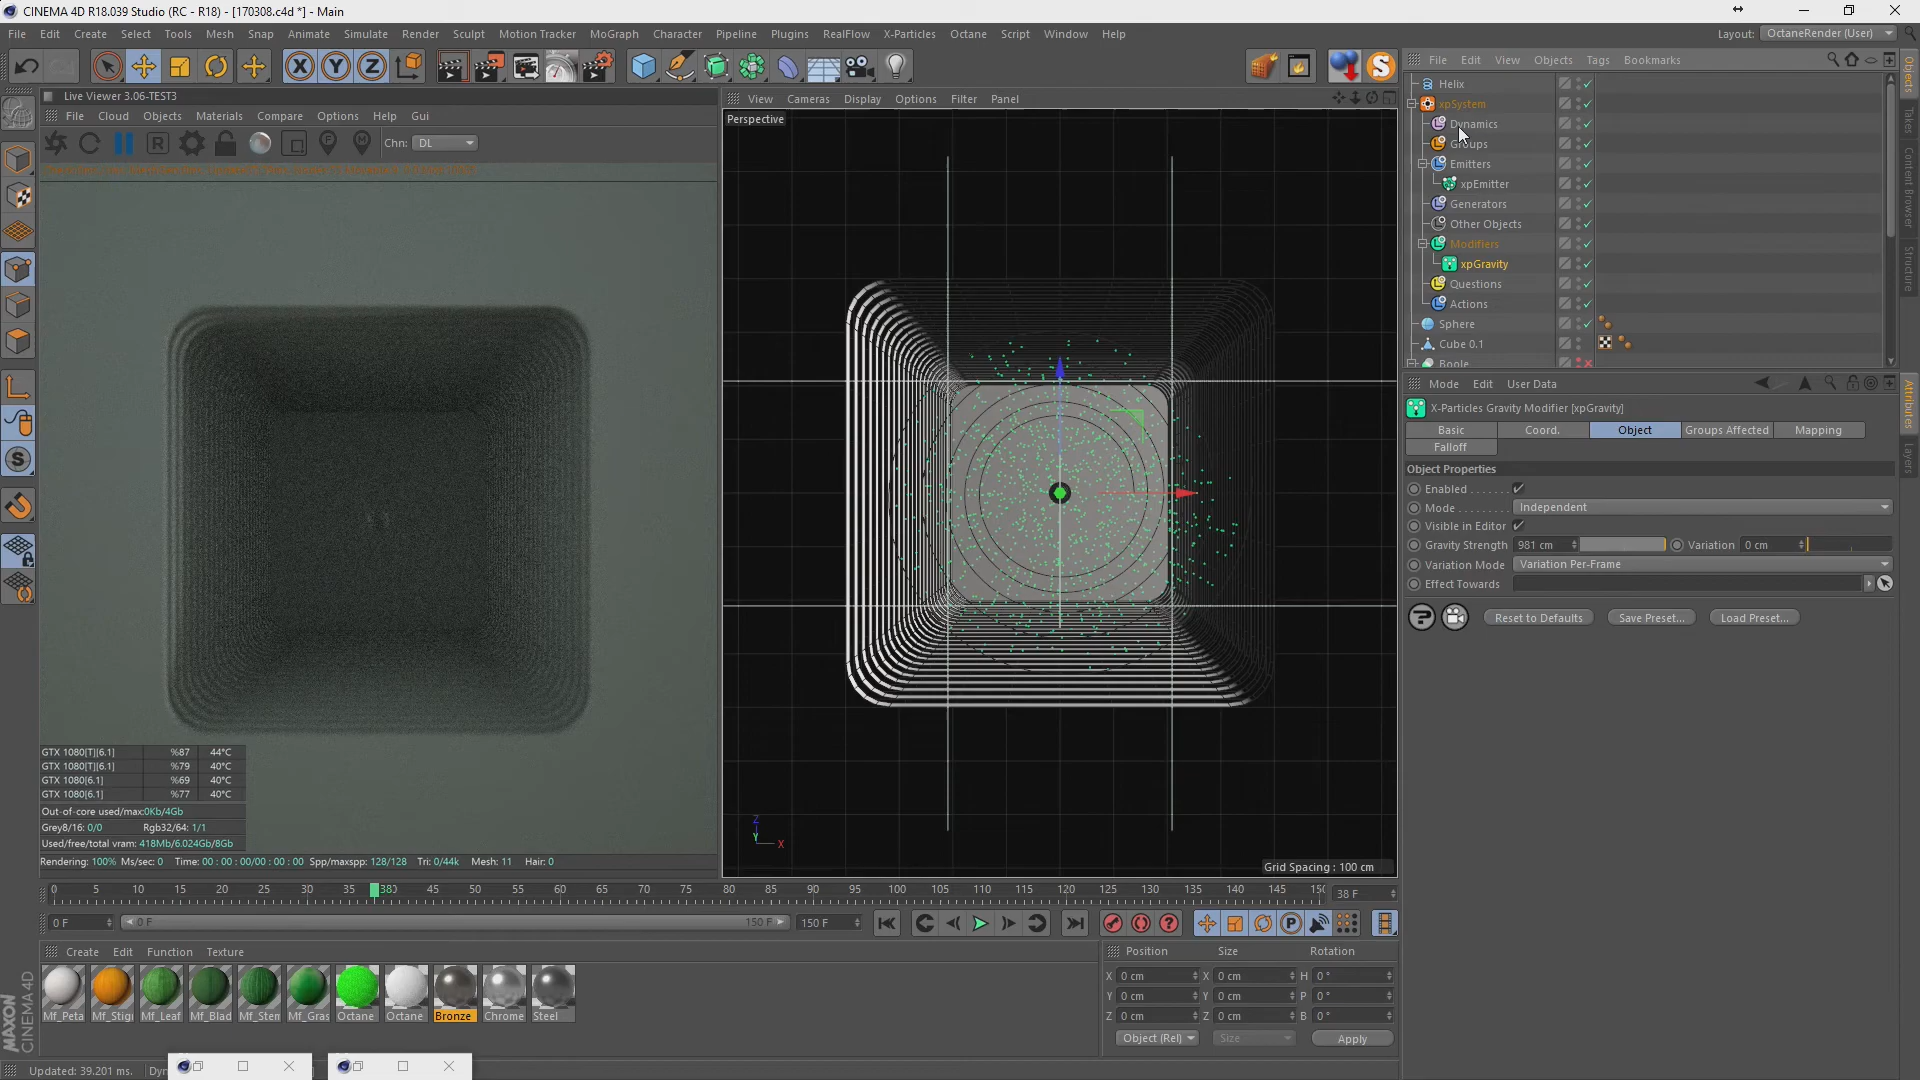 CINEMA 4D R18.039 Studio (RC - R18) - [170308.c4d *] - Main
File Edit Create Select Tools Mesh Snap Animate Simulate Render Sculpt Motion Tracker MoGraph Character Pipeline Plugins RealFlow X-Particles Octane Script Window Help
Layout: OctaneRender (User)
Live Viewer 3.06-TEST3
File Cloud Objects Materials Compare Options Help Gui
Chn: DL
View Cameras Display Options Filter Panel
Perspective
Grid Spacing : 100 cm
Z
Y
X
GTX 1080[T][6.1] %87 44°C
GTX 1080[T][6.1] %79 40°C
GTX 1080[6.1] %69 40°C
GTX 1080[6.1] %77 40°C
Out-of-core used/max:0Kb/4Gb
Grey8/16: 0/0 Rgb32/64: 1/1
Used/free/total vram: 418Mb/6.024Gb/8Gb
Rendering: 100% Ms/sec: 0 Time: 00 : 00 : 00/00 : 00 : 00 Spp/maxspp: 128/128 Tri: 0/44k Mesh: 11 Hair: 0
File Edit View Objects Tags Bookmarks
Helix
xpSystem
Dynamics
Groups
Emitters
xpEmitter
Generators
Other Objects
Modifiers
xpGravity
Questions
Actions
Sphere
Cube 0.1
Boole
Objects
Takes
Content Browser
Structure
Mode Edit User Data
X-Particles Gravity Modifier [xpGravity]
Basic Coord. Object Groups Affected Mapping
Falloff
Object Properties
Enabled
Mode Independent
Visible in Editor
Gravity Strength 981 cm Variation 0 cm
Variation Mode Variation Per-Frame
Effect Towards
Reset to Defaults Save Preset... Load Preset...
Attributes
Layers
0 5 10 15 20 25 30 35 38 45 50 55 60 65 70 75 80 85 90 95 100 105 110 115 120 125 130 135 140 145 150 38 F
0 F 0 F 150 F 150 F
Create Edit Function Texture
Mf_Peta Mf_Stigi Mf_Leaf Mf_Blad Mf_Stem Mf_Gras Octane Octane Bronze Chrome Steel
Position Size Rotation
X 0 cm X 0 cm H 0 °
Y 0 cm Y 0 cm P 0 °
Z 0 cm Z 0 cm B 0 °
Object (Rel) Size Apply
MAXON
CINEMA 4D
Updated: 39.201 ms.